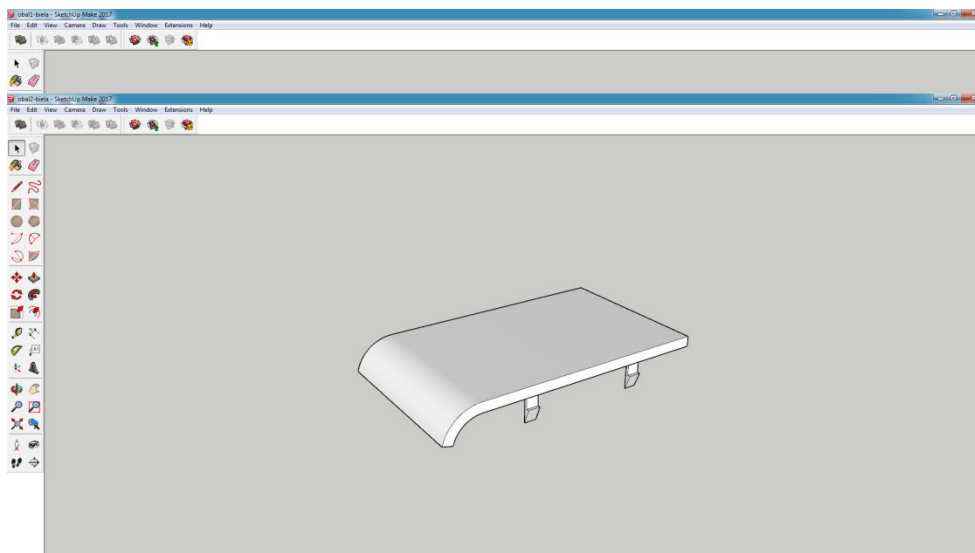 obal1-biela - SketchUp Make 2017
File Edit View Camera Draw Tools Window Extensions Help
obal2-biela - SketchUp Make 2017
File Edit View Camera Draw Tools Window Extensions Help